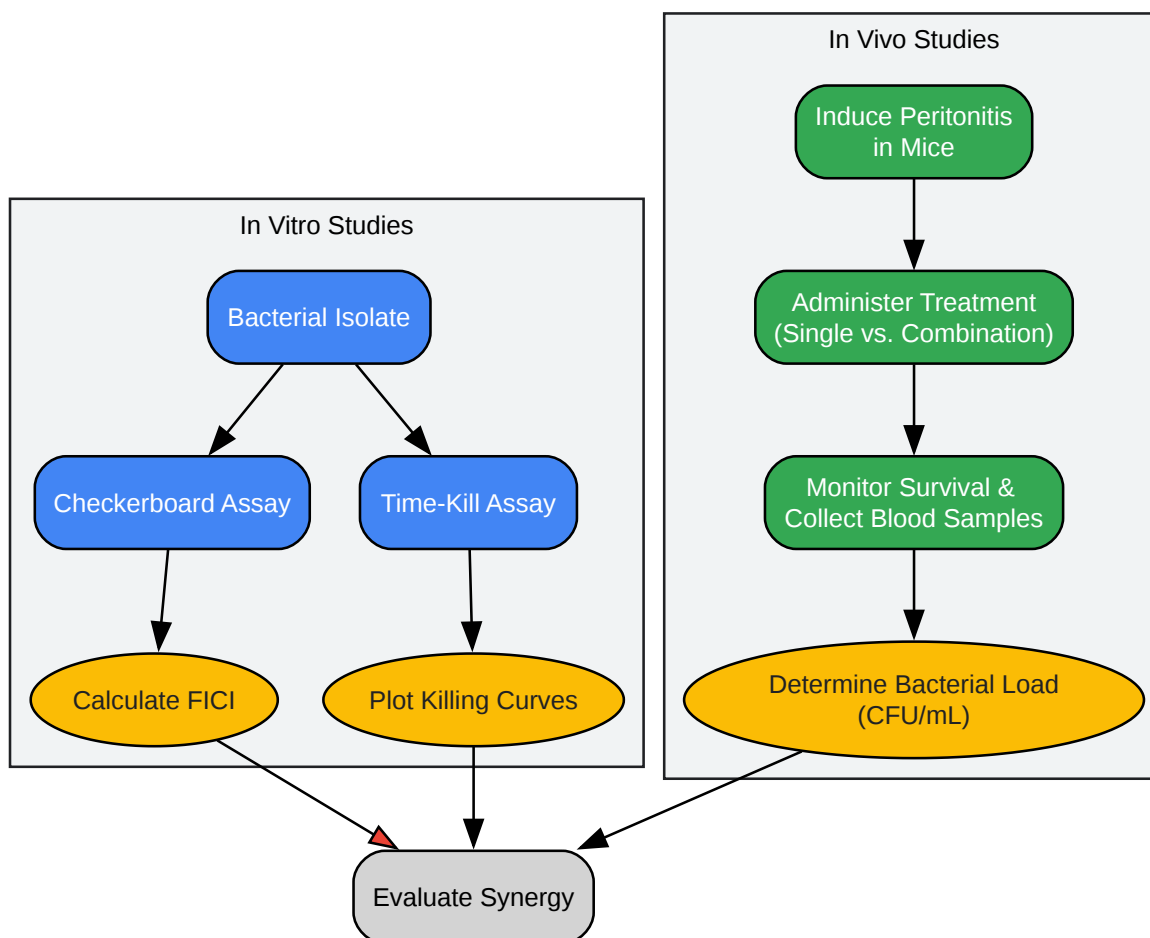 In Vivo Studies
Induce Peritonitis
in Mice
In Vitro Studies
Bacterial Isolate
Administer Treatment
(Single vs. Combination)
Checkerboard Assay
Time-Kill Assay
Monitor Survival &
Collect Blood Samples
Calculate FICI
Plot Killing Curves
Determine Bacterial Load
(CFU/mL)
Evaluate Synergy